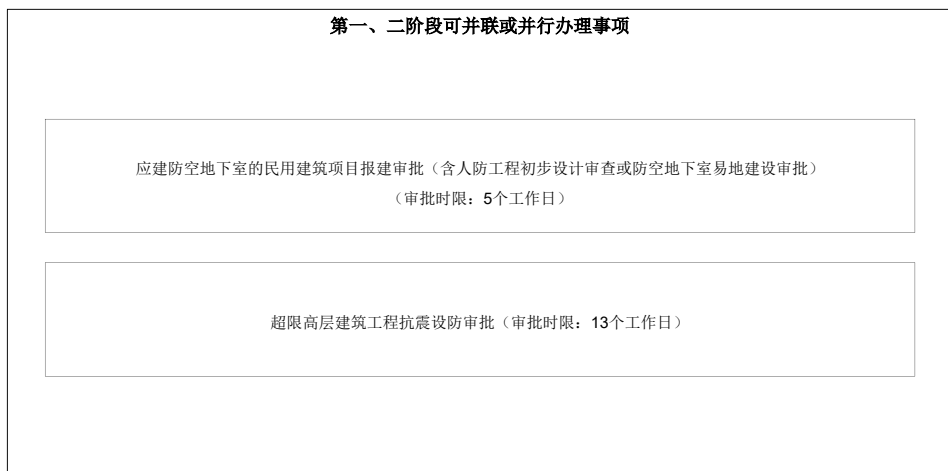 第一、二阶段可并联或并行办理事项
应建防空地下室的民用建筑项目报建审批（含人防工程初步设计审查或防空地下室易地建设审批）
（审批时限：5个工作日）
超限高层建筑工程抗震设防审批（审批时限：13个工作日）